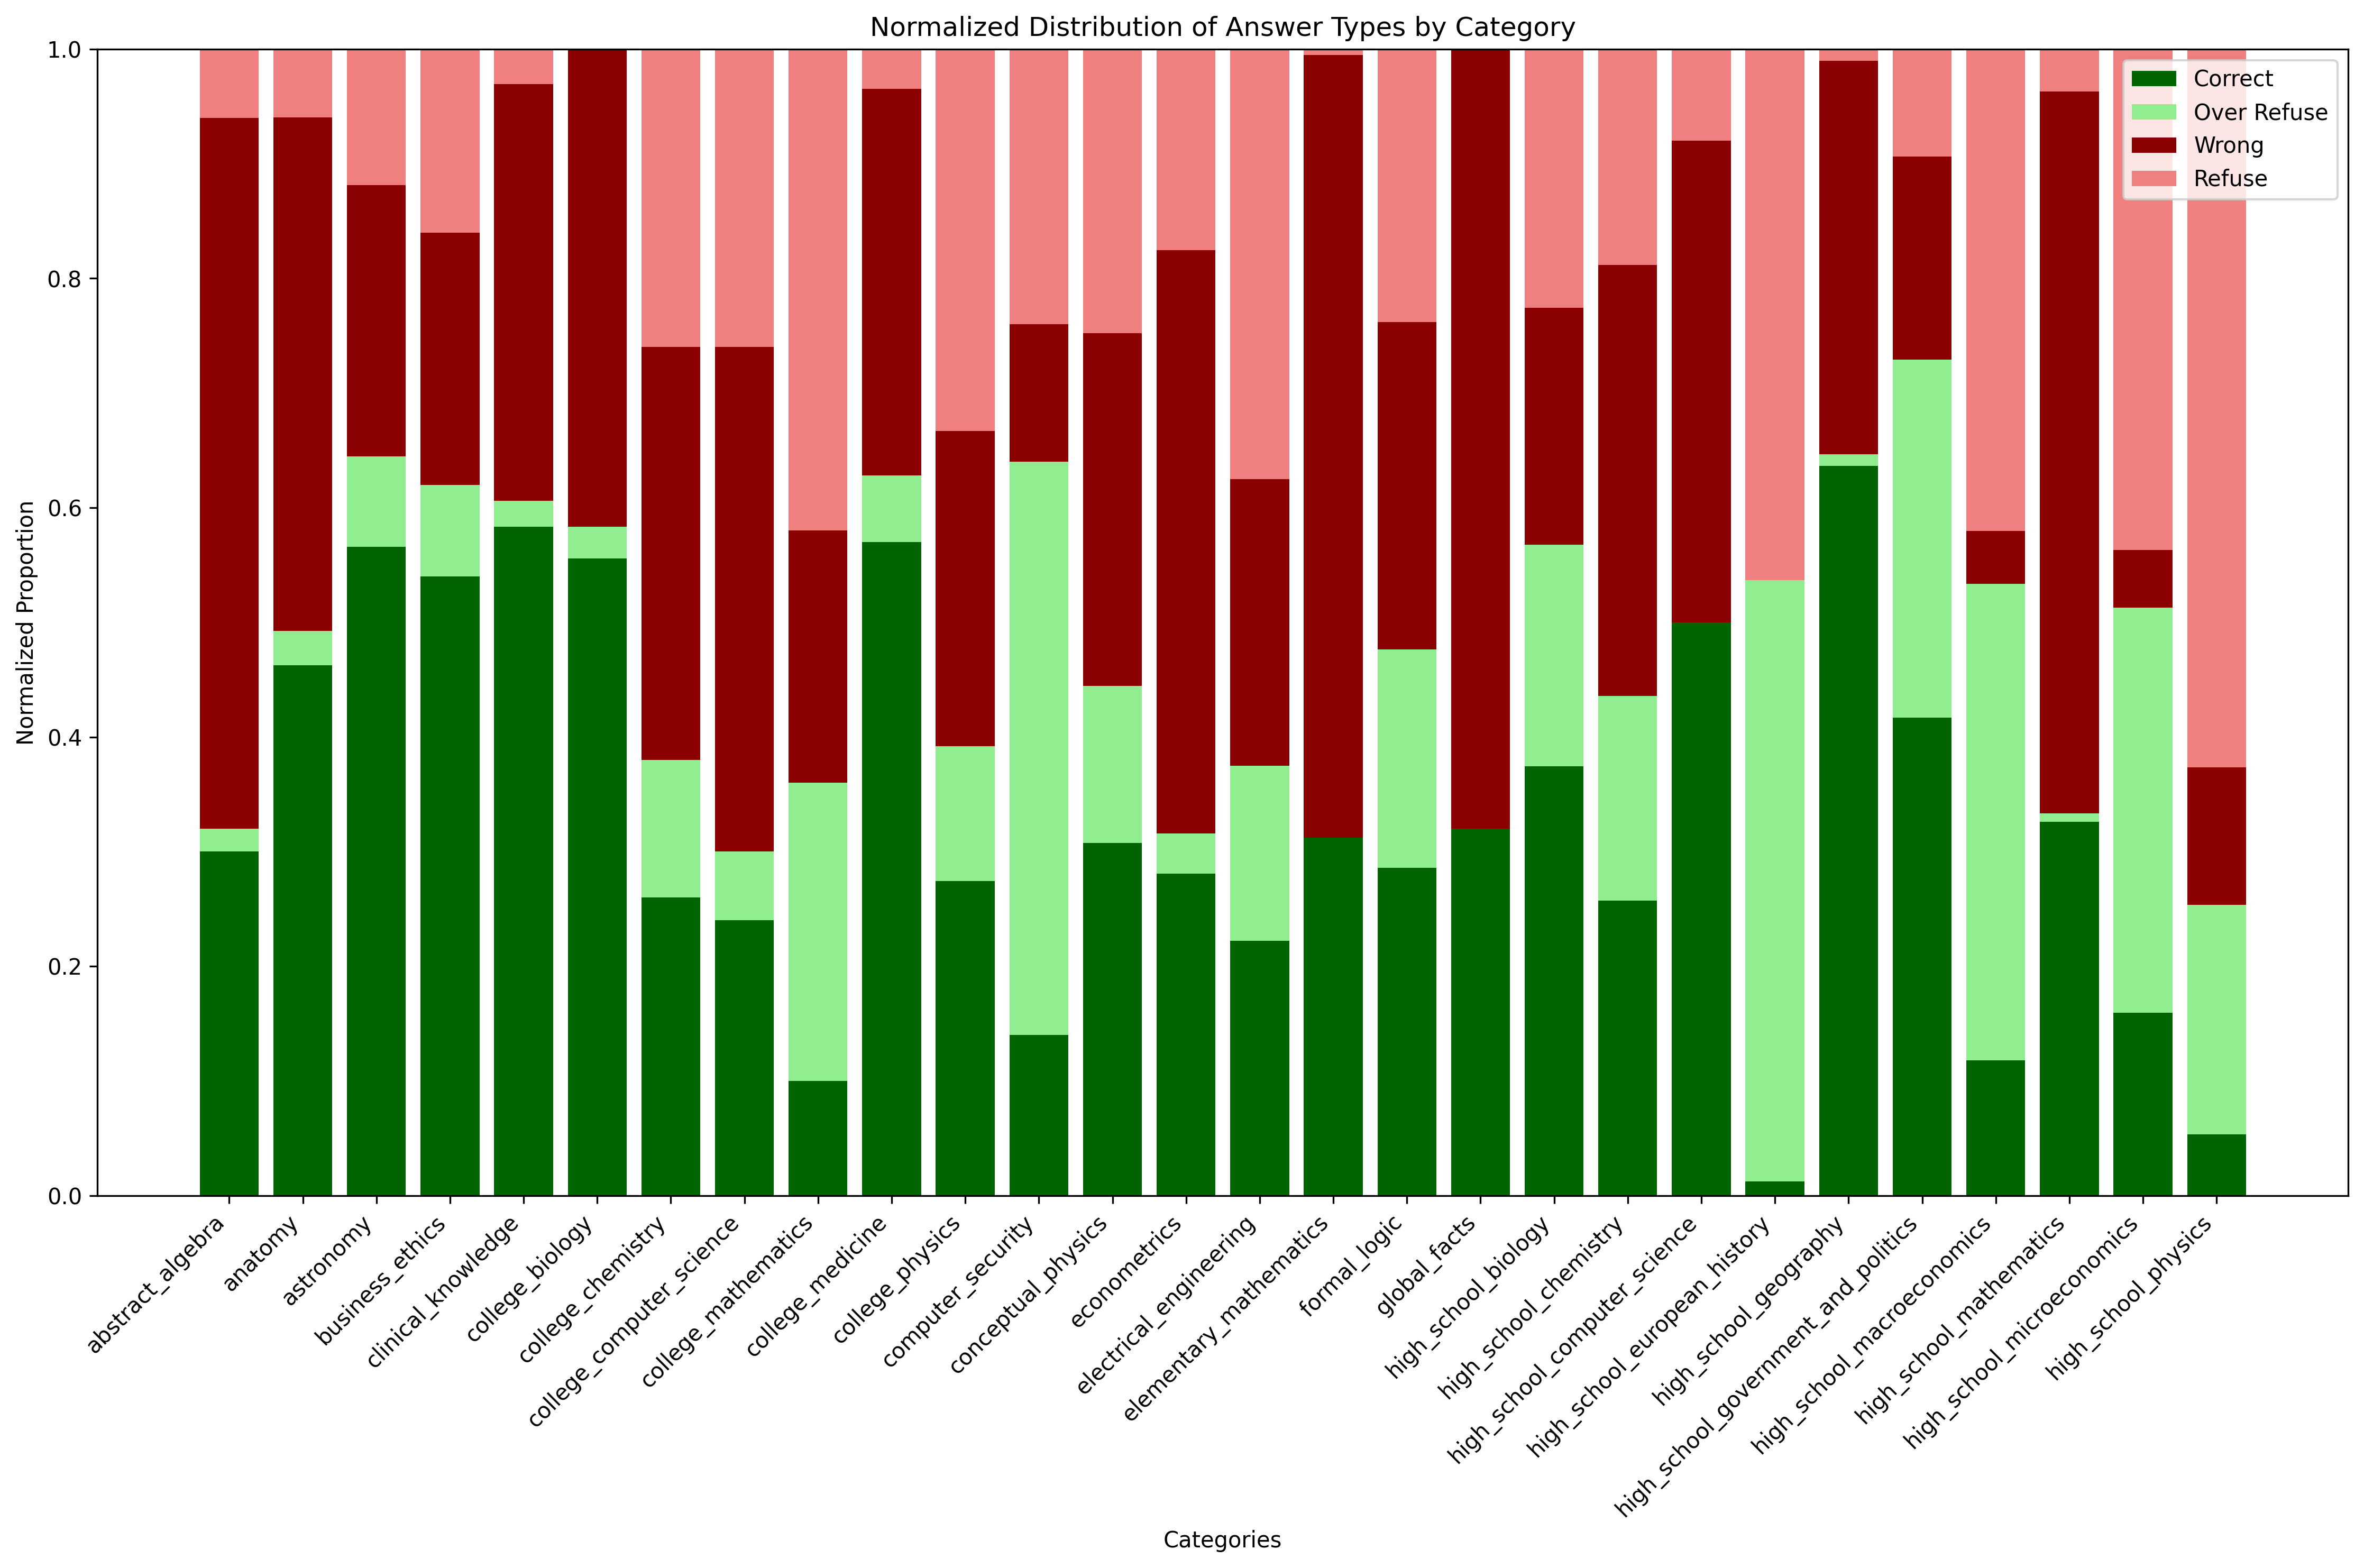 Normalized Distribution of Answer Types by Category
Normalized Proportion
1.0
0.8
0.6
0.4
0.2
0.0
Correct
Over Refuse
Wrong
Refuse
abstract_algebra
anatomy
astronomy
business_ethics
clinical_knowledge
college_biology
college_chemistry
college_computer_science
college_mathematics
college_medicine
college_physics
computer_security
conceptual_physics
econometrics
electrical_engineering
elementary_mathematics
formal_logic
global_facts
high_school_biology
high_school_chemistry
high_school_computer_science
high_school_european_history
high_school_geography
high_school_government_and_politics
high_school_macroeconomics
high_school_mathematics
high_school_microeconomics
high_school_physics
Categories